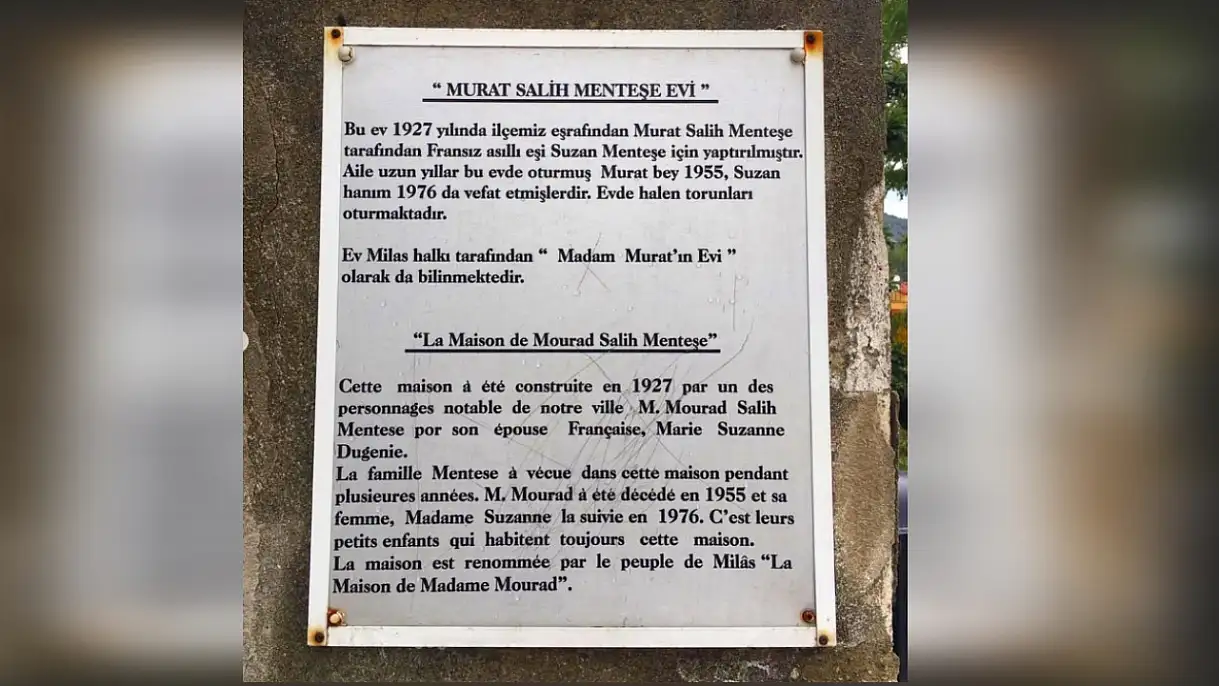 “ MURAT SALİH MENTEŞE EVİ ”
Bu ev 1927 yılında ilçemiz eşrafından Murat Salih Menteşe
tarafından Fransız asıllı eşi Suzan Menteşe için yaptırılmıştır.
Aile uzun yıllar bu evde oturmuş Murat bey 1955, Suzan
hanım 1976 da vefat etmişlerdir. Evde halen torunları
oturmaktadır.
Ev Milas halkı tarafından “ Madam Murat’ın Evi ”
olarak da bilinmektedir.
“La Maison de Mourad Salih Menteşe”
Cette maison à été construite en 1927 par un des
personnages notable de notre ville M. Mourad Salih
Mentese por son épouse Française, Marie Suzanne
Dugenie.
La famille Mentese à vécue dans cette maison pendant
plusieures années. M. Mourad à été décédé en 1955 et sa
femme, Madame Suzanne la suivie en 1976. C’est leurs
petits enfants qui habitent toujours cette maison.
La maison est renommée par le peuple de Milâs “La
Maison de Madame Mourad”.